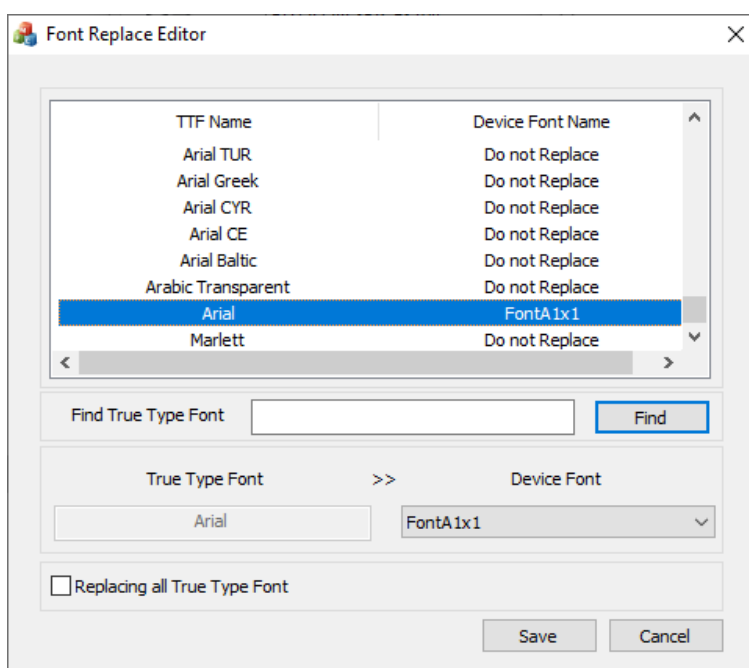 Font Replace Editor
TTF Name Device Font Name
Arial TUR Do not Replace
Arial Greek Do not Replace
Arial CYR Do not Replace
Arial CE Do not Replace
Arial Baltic Do not Replace
Arabic Transparent Do not Replace
Arial FontA1x1
Marlett Do not Replace
Find True Type Font Find
True Type Font >> Device Font
Arial FontA1x1
Replacing all True Type Font
Save Cancel